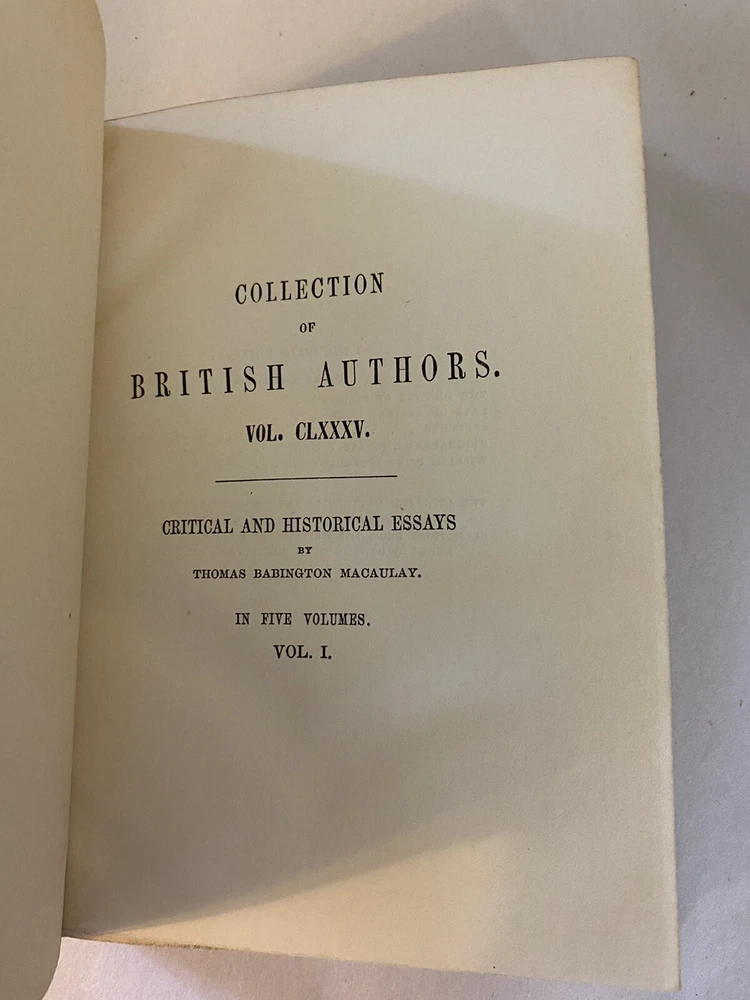 COLLECTION
OF
BRITISH AUTHORS.
VOL. CLXXXV.
CRITICAL AND HISTORICAL ESSAYS
BY
THOMAS BABINGTON MACAULAY.
IN FIVE VOLUMES.
VOL. I.